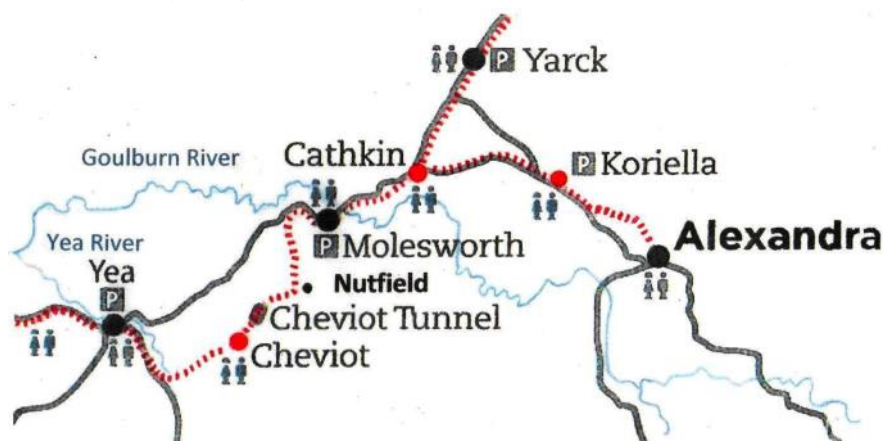 P Yarck
Goulburn River
Cathkin
P Koriella
Yea River
P Molesworth
Alexandra
Yea
P
Nutfield
Cheviot Tunnel
Cheviot